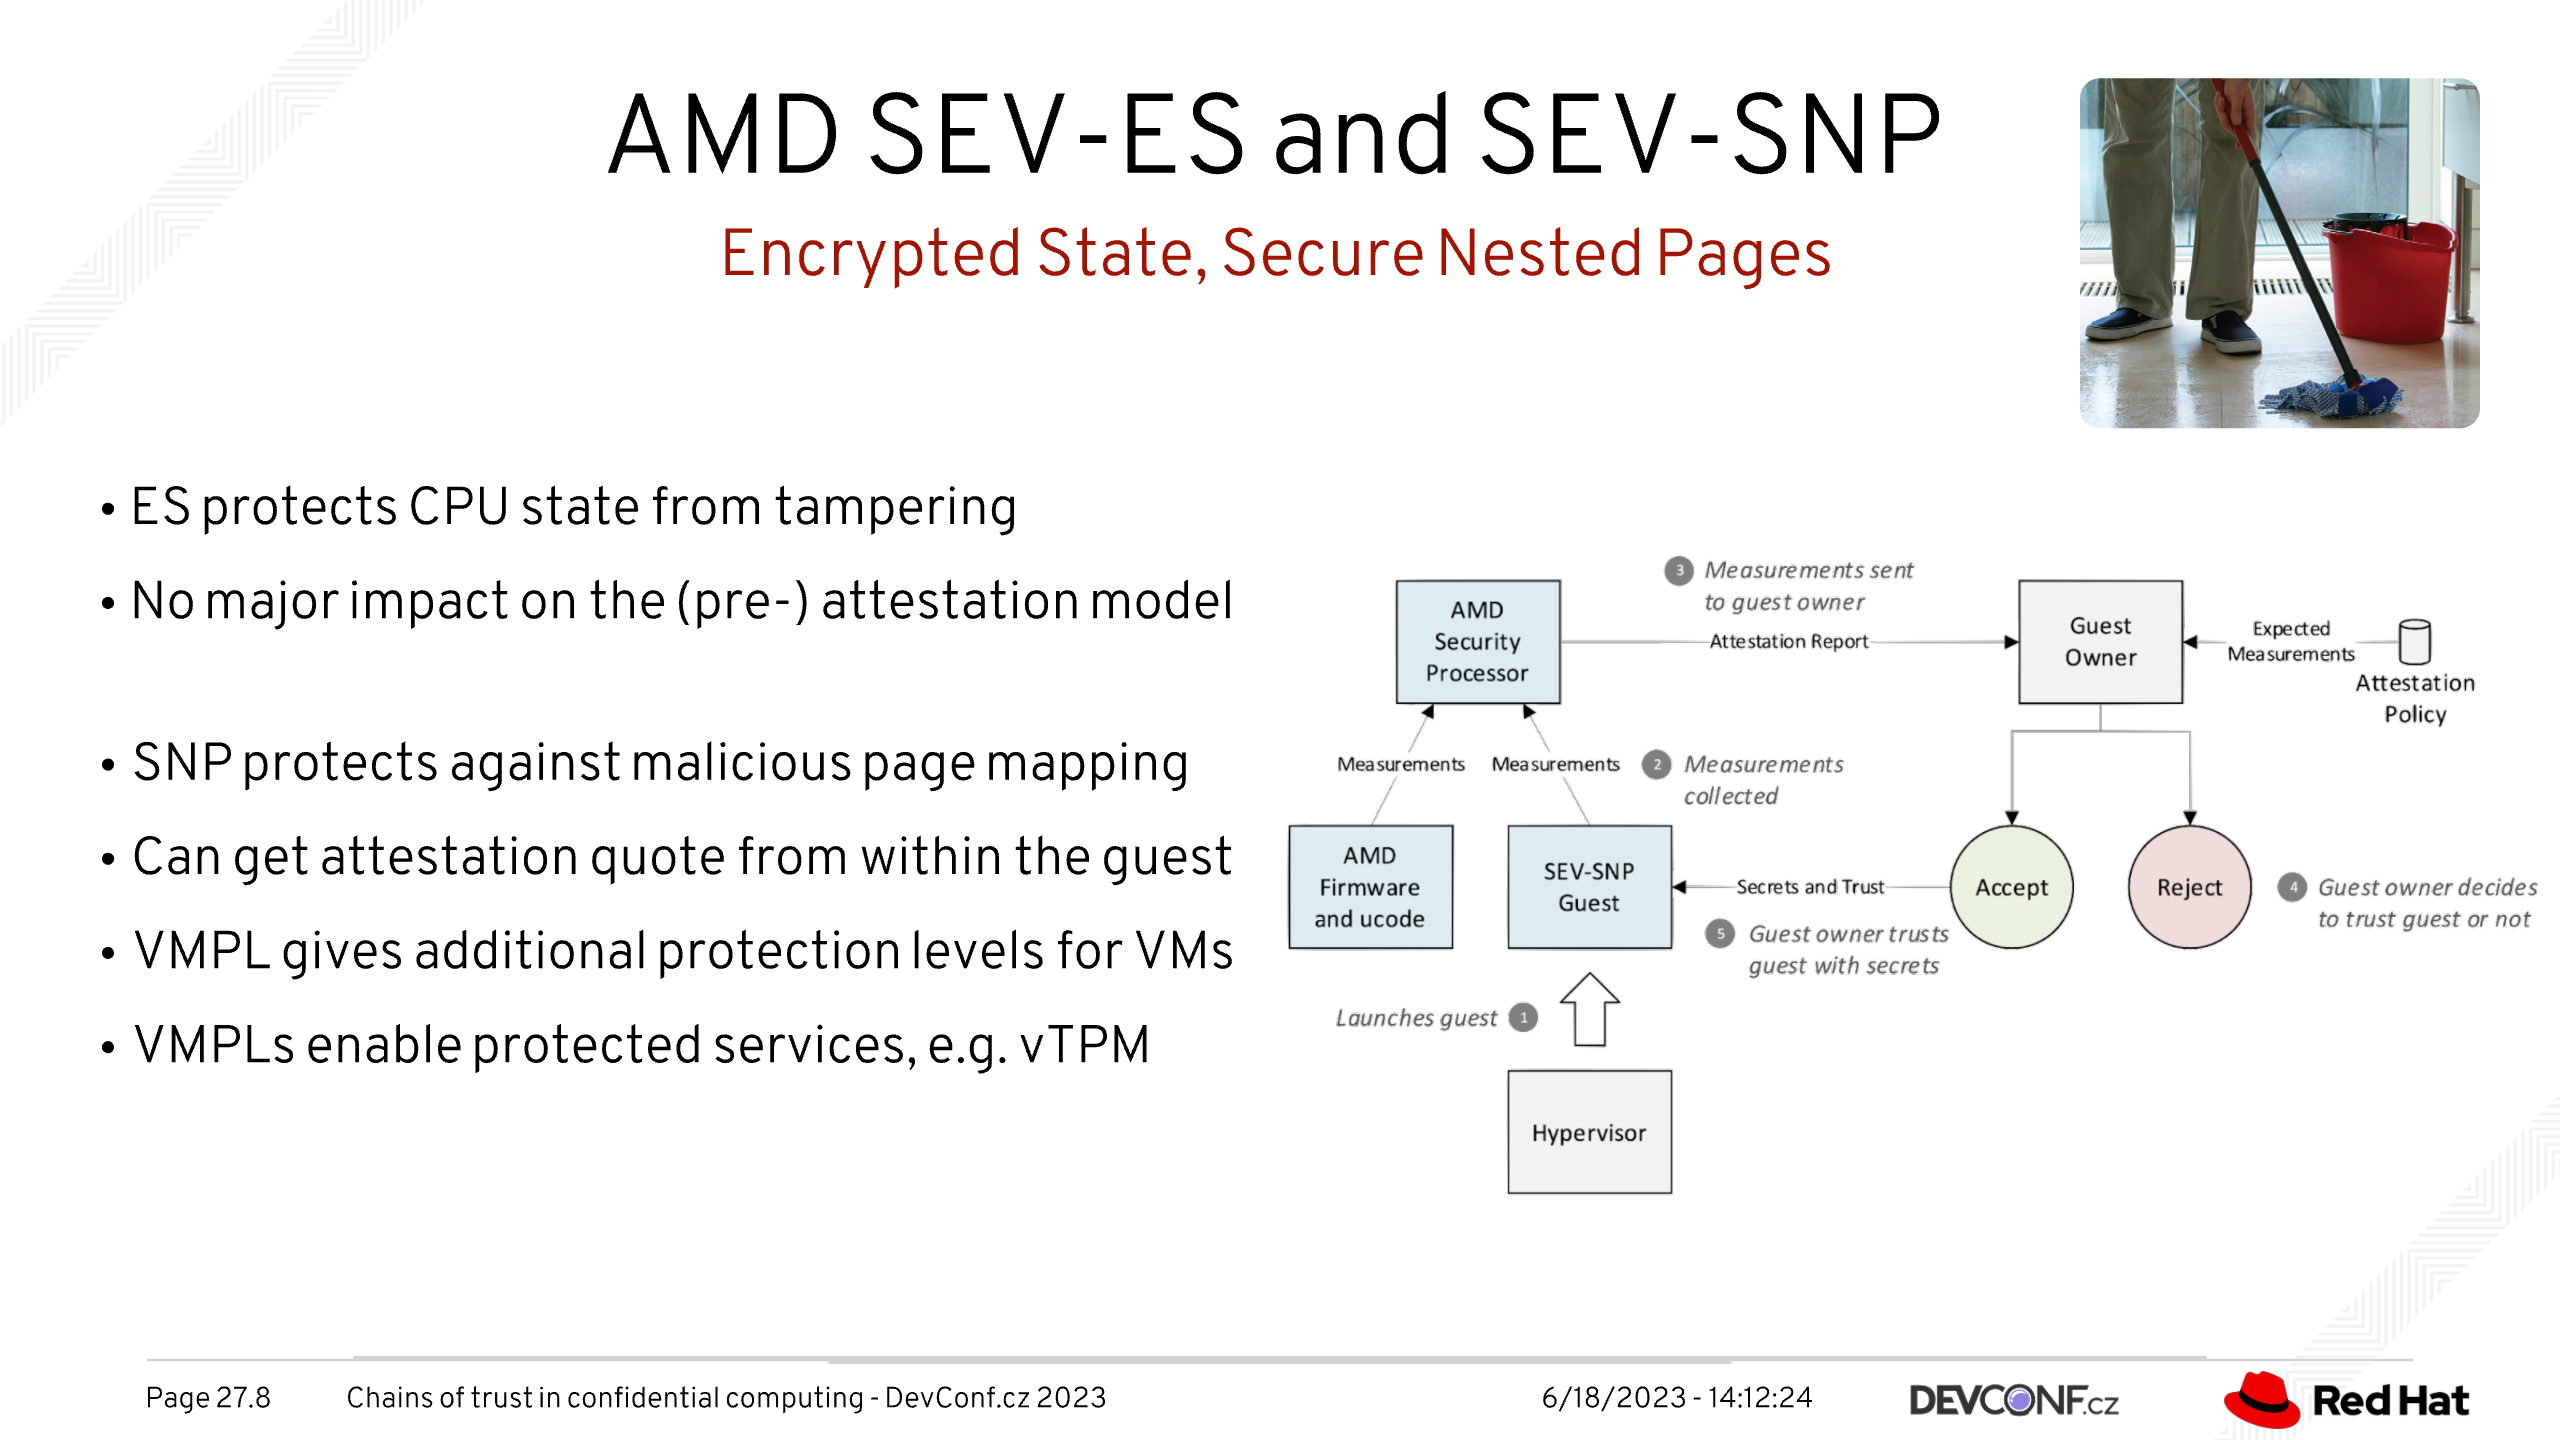 AMD SEV-ES and SEV-SNP
Encrypted State, Secure Nested Pages
• ES protects CPU state from tampering
• No major impact on the (pre-) attestation model
• SNP protects against malicious page mapping
• Can get attestation quote from within the guest
• VMPL gives additional protection levels for VMs
• VMPLs enable protected services, e.g. vTPM
3 Measurements sent
to guest owner
AMD
Security
Processor
Attestation Report
Guest
Owner
Expected
Measurements
Attestation
Policy
Measurements
Measurements
2 Measurements
collected
AMD
Firmware
and ucode
SEV-SNP
Guest
Secrets and Trust
Accept
Reject
4 Guest owner decides
to trust guest or not
5 Guest owner trusts
guest with secrets
Launches guest 1
Hypervisor
Page 27.8
Chains of trust in confidential computing - DevConf.cz 2023
6/18/2023 - 14:12:24
DEVCONF.cz
Red Hat